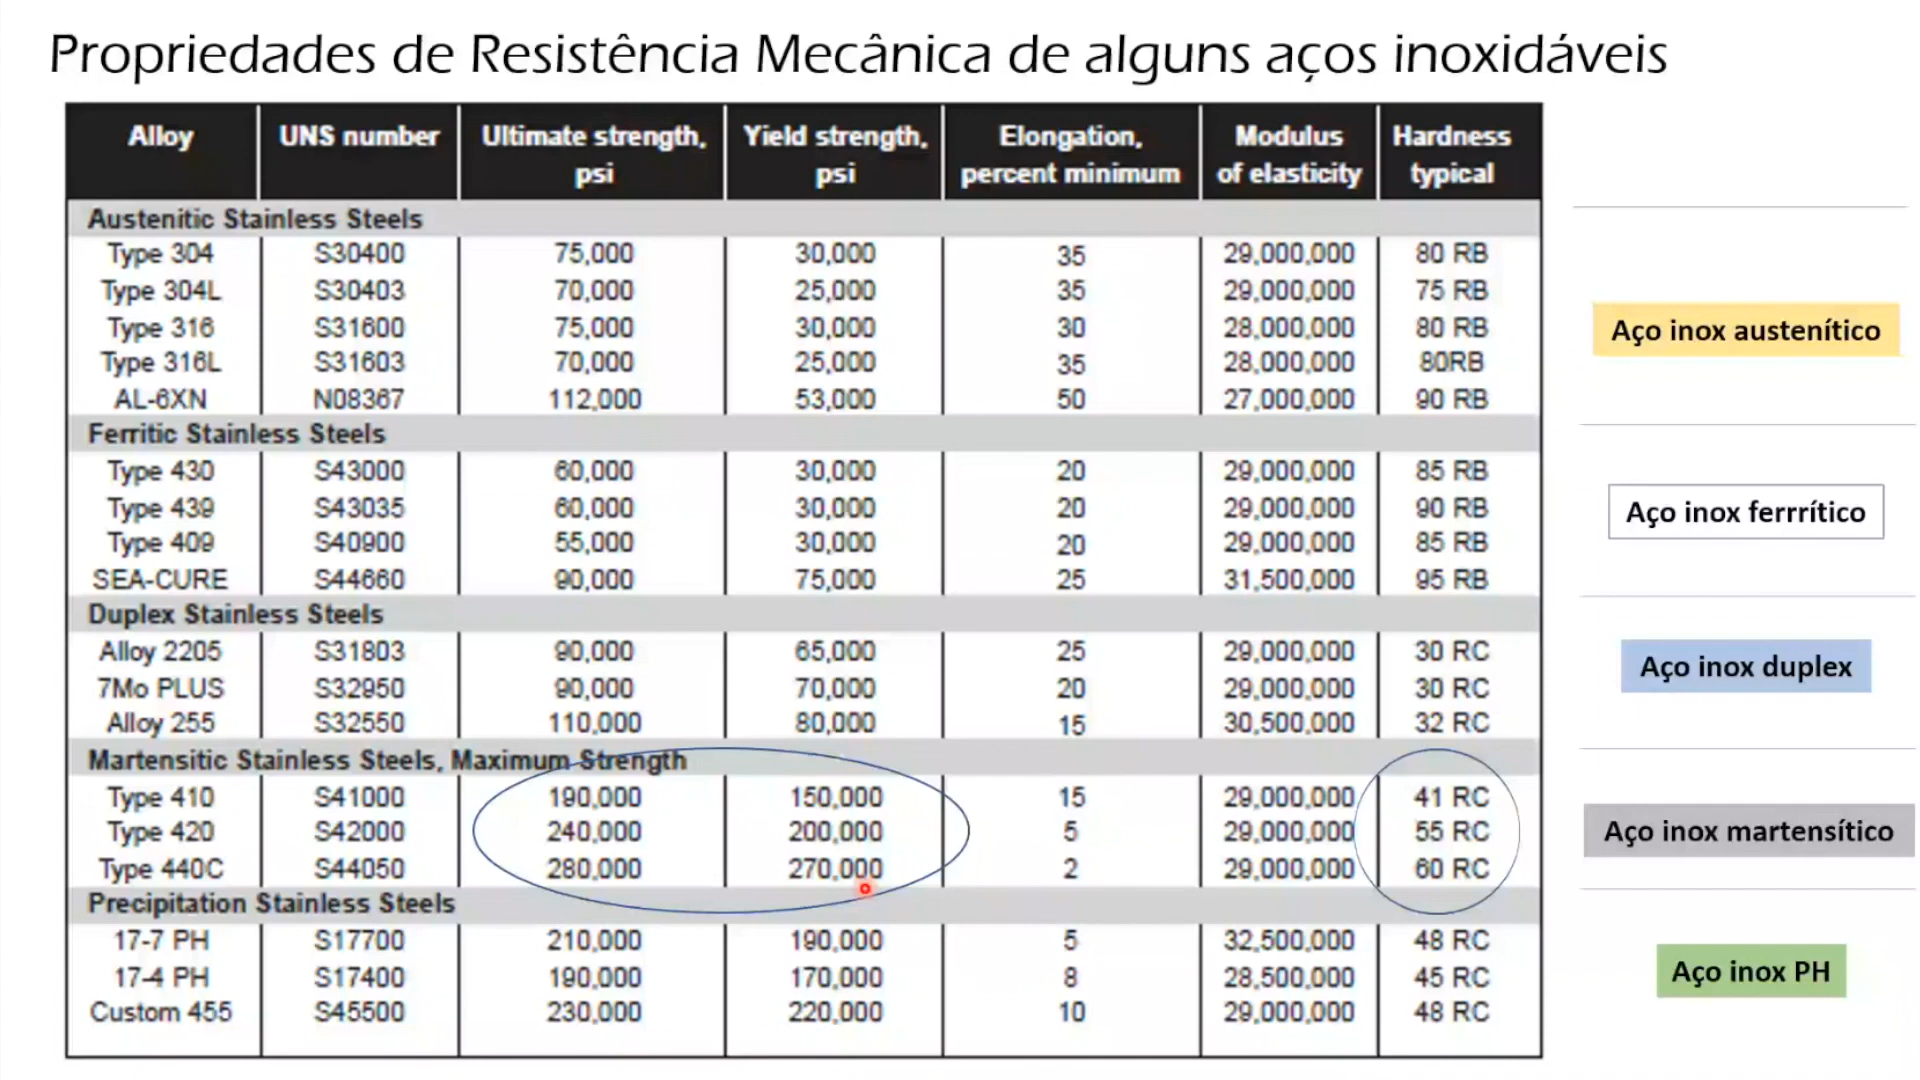 Propriedades de Resistência Mecânica de alguns aços inoxidáveis
Alloy UNS number Ultimate strength, psi Yield strength, psi Elongation, percent minimum Modulus of elasticity Hardness typical
Austenitic Stainless Steels
Type 304 S30400 75,000 30,000 35 29,000,000 80 RB
Type 304L S30403 70,000 25,000 35 29,000,000 75 RB
Type 316 S31600 75,000 30,000 30 28,000,000 80 RB
Type 316L S31603 70,000 25,000 35 28,000,000 80RB
AL-6XN N08367 112,000 53,000 50 27,000,000 90 RB
Ferritic Stainless Steels
Type 430 S43000 60,000 30,000 20 29,000,000 85 RB
Type 439 S43035 60,000 30,000 20 29,000,000 90 RB
Type 409 S40900 55,000 30,000 20 29,000,000 85 RB
SEA-CURE S44660 90,000 75,000 25 31,500,000 95 RB
Duplex Stainless Steels
Alloy 2205 S31803 90,000 65,000 25 29,000,000 30 RC
7Mo PLUS S32950 90,000 70,000 20 29,000,000 30 RC
Alloy 255 S32550 110,000 80,000 15 30,500,000 32 RC
Martensitic Stainless Steels, Maximum Strength
Type 410 S41000 190,000 150,000 15 29,000,000 41 RC
Type 420 S42000 240,000 200,000 5 29,000,000 55 RC
Type 440C S44050 280,000 270,000 2 29,000,000 60 RC
Precipitation Stainless Steels
17-7 PH S17700 210,000 190,000 5 32,500,000 48 RC
17-4 PH S17400 190,000 170,000 8 28,500,000 45 RC
Custom 455 S45500 230,000 220,000 10 29,000,000 48 RC
Aço inox austenítico
Aço inox ferrrítico
Aço inox duplex
Aço inox martensítico
Aço inox PH